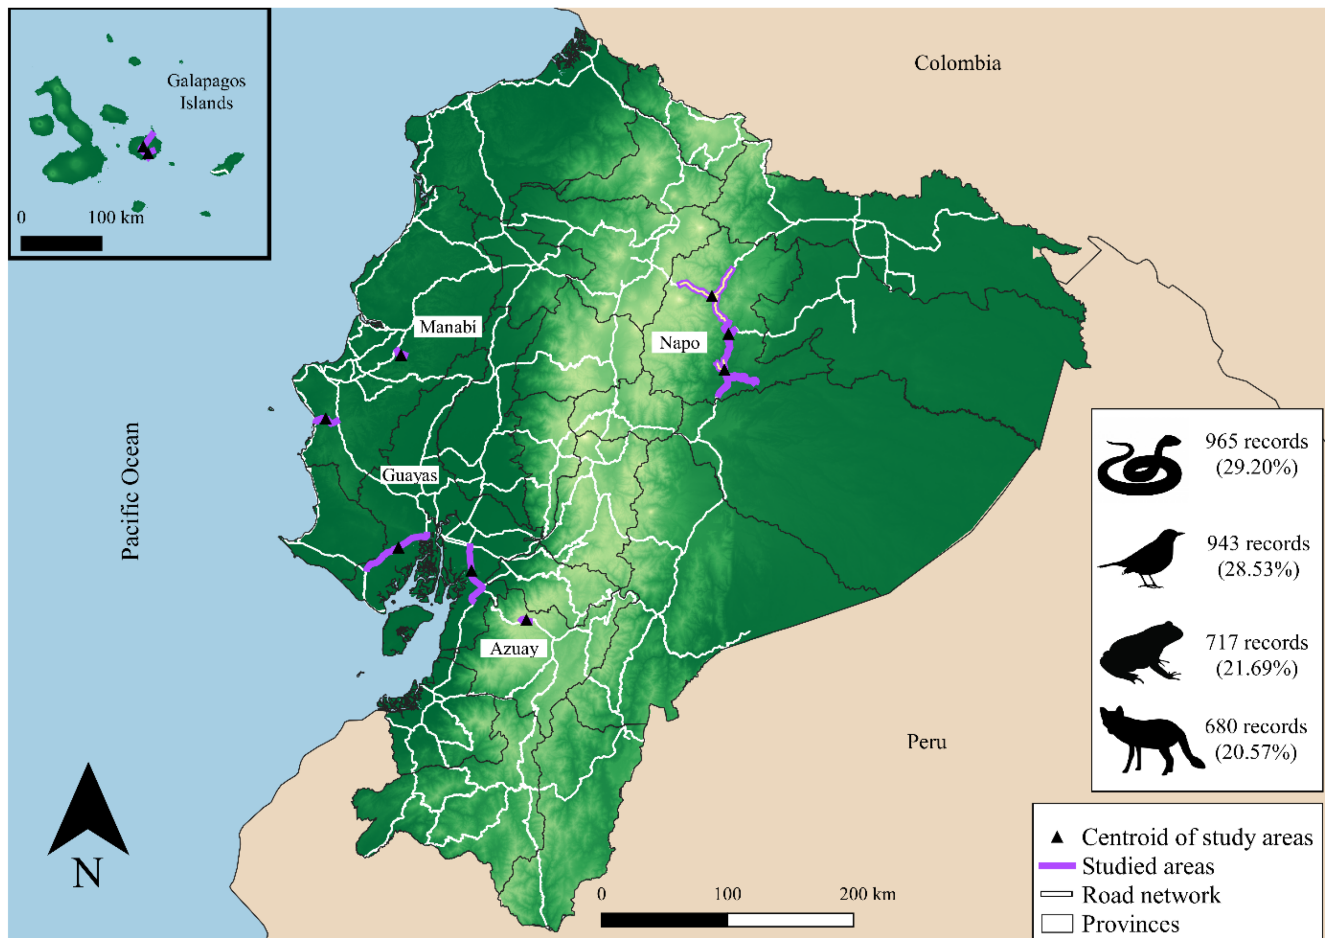 Galapagos
Islands
0
100 km
Colombia
Manabí
Napo
Guayas
Azuay
Pacific Ocean
Peru
965 records
(29.20%)
943 records
(28.53%)
717 records
(21.69%)
680 records
(20.57%)
N
0
100
200 km
Centroid of study areas
Studied areas
Road network
Provinces